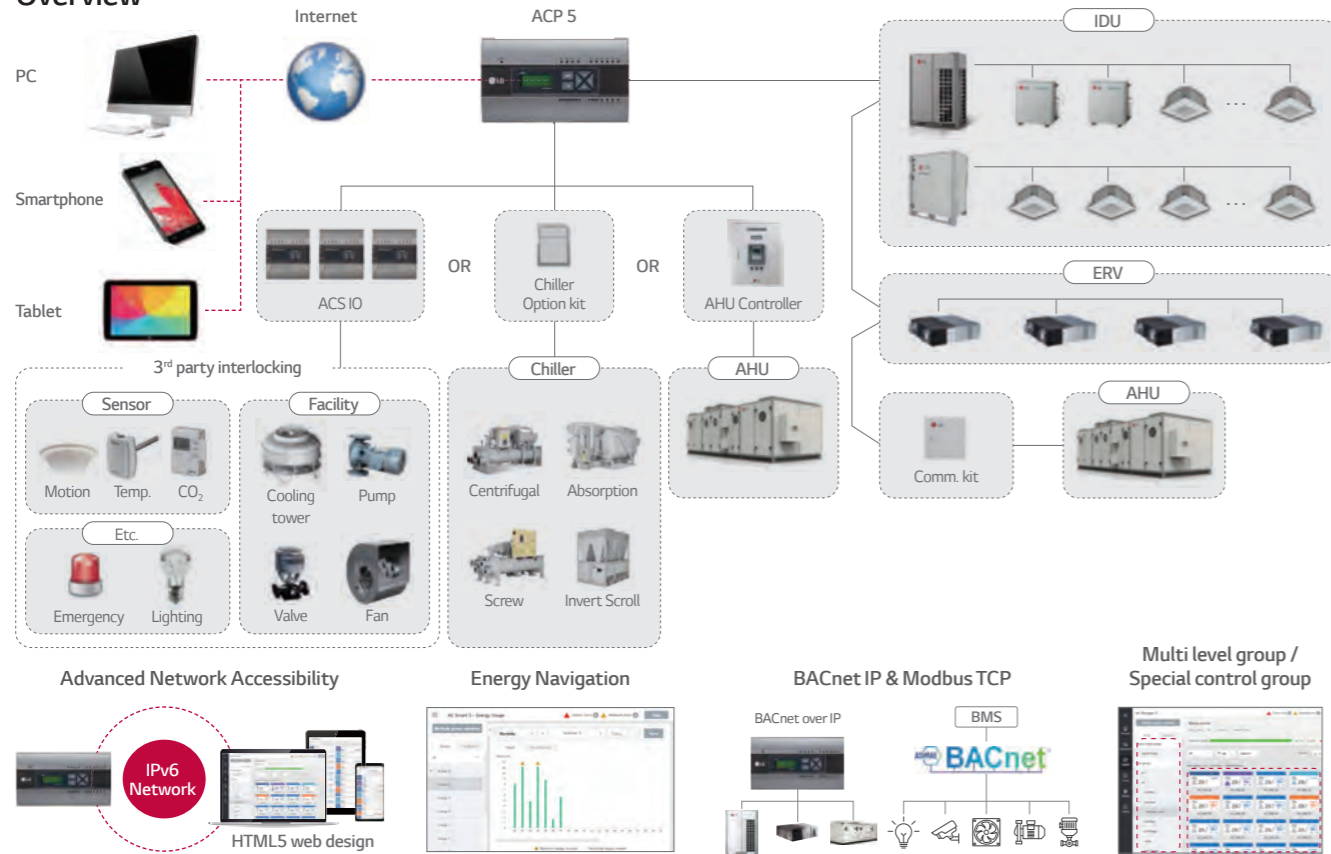 Overview
Internet
ACP 5
IDU
PC
LG
Smartphone
Tablet
ACS IO
OR
Chiller
Option kit
OR
AHU Controller
ERV
3rd party interlocking
Sensor
Motion
Temp.
CO2
Etc.
Emergency
Lighting
Facility
Cooling
tower
Pump
Valve
Fan
Chiller
Centrifugal
Absorption
Screw
Invert Scroll
AHU
Comm. kit
AHU
Advanced Network Accessibility
IPv6
Network
HTML5 web design
Energy Navigation
BACnet IP & Modbus TCP
BACnet over IP
BMS
ASHRAE BACnet
Multi level group /
Special control group